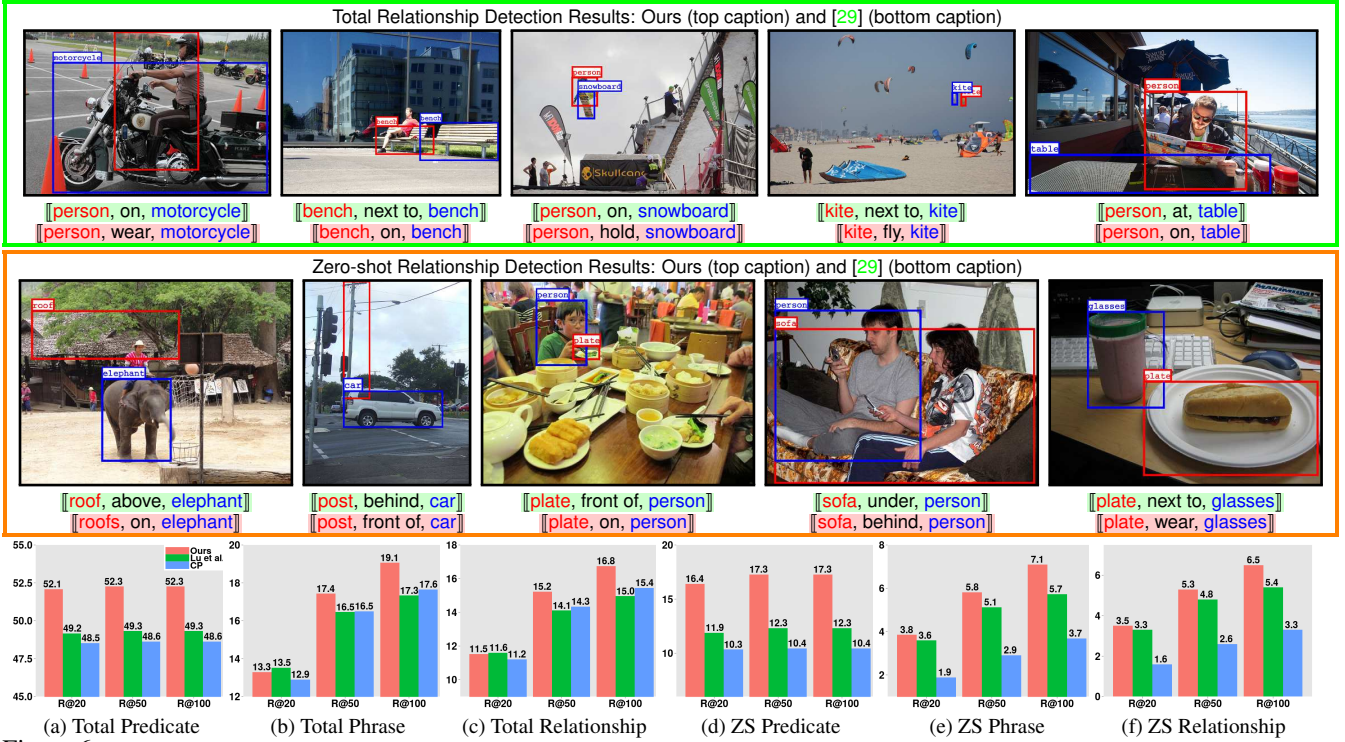 Total Relationship Detection Results: Ours (top caption) and [29] (bottom caption)
motorcycle
bench bench
person
snowboard
Skullcandy
kite
person
table
⟦person, on, motorcycle⟧ ⟦bench, next to, bench⟧ ⟦person, on, snowboard⟧ ⟦kite, next to, kite⟧ ⟦person, at, table⟧
⟦person, wear, motorcycle⟧ ⟦bench, on, bench⟧ ⟦person, hold, snowboard⟧ ⟦kite, fly, kite⟧ ⟦person, on, table⟧
Zero-shot Relationship Detection Results: Ours (top caption) and [29] (bottom caption)
roof
elephant
car
person
plate
person
sofa
glasses
plate
⟦roof, above, elephant⟧ ⟦post, behind, car⟧ ⟦plate, front of, person⟧ ⟦sofa, under, person⟧ ⟦plate, next to, glasses⟧
⟦roofs, on, elephant⟧ ⟦post, front of, car⟧ ⟦plate, on, person⟧ ⟦sofa, behind, person⟧ ⟦plate, wear, glasses⟧
55.0
52.5
50.0
47.5
45.0
Ours
Lu et al.
CP
52.1 49.2 48.5 52.3 49.3 48.6 52.3 49.3 48.6
R@20 R@50 R@100
(a) Total Predicate
20
18
16
14
12
13.3 13.5 12.9 17.4 16.5 16.5 19.1 17.3 17.6
R@20 R@50 R@100
(b) Total Phrase
18
16
14
12
10
11.5 11.6 11.2 15.2 14.1 14.3 16.8 15.0 15.4
R@20 R@50 R@100
(c) Total Relationship
20
15
10
16.4 11.9 10.3 17.3 12.3 10.4 17.3 12.3 10.4
R@20 R@50 R@100
(d) ZS Predicate
8
6
4
2
3.8 3.6 1.9 5.8 5.1 2.9 7.1 5.7 3.7
R@20 R@50 R@100
(e) ZS Phrase
6
4
2
0
3.5 3.3 1.6 5.3 4.8 2.6 6.5 5.4 3.3
R@20 R@50 R@100
(f) ZS Relationship